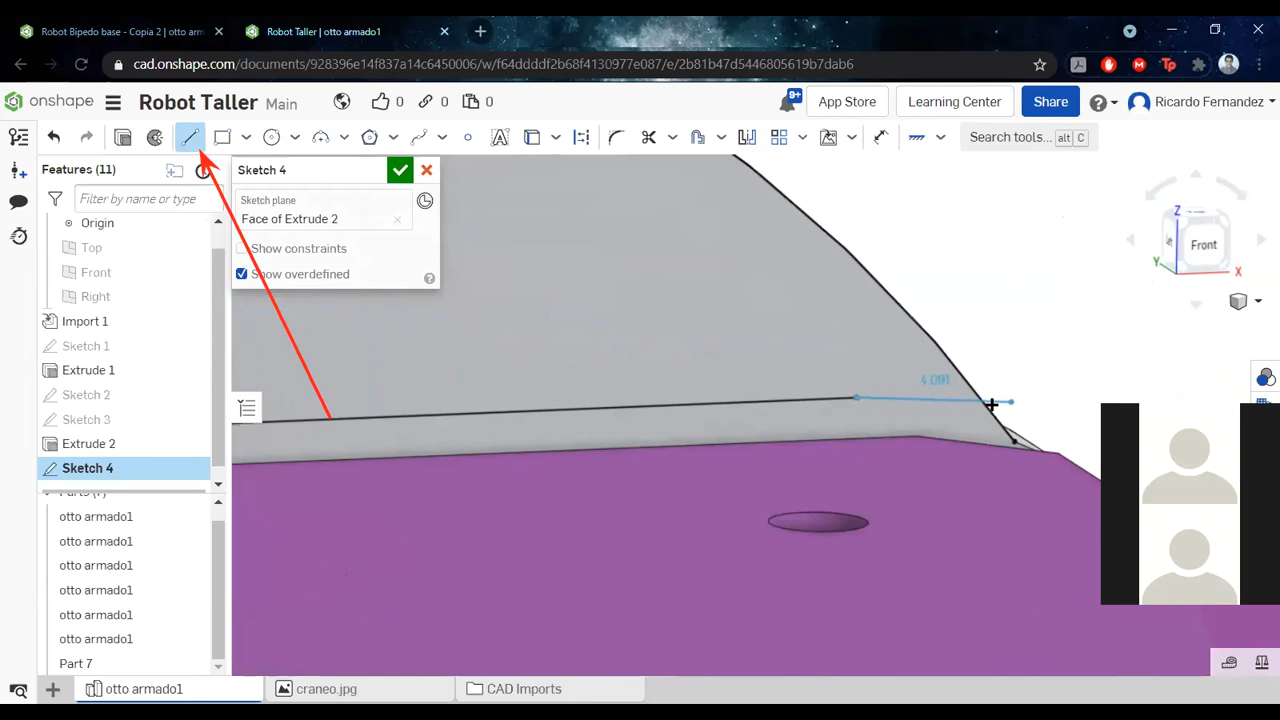 Robot Bipedo base - Copia 2 | otto arm
Robot Taller | otto armado1
cad.onshape.com/documents/928396e14f837a14c6450006/w/f64ddddf2b68f4130977e087/e/2b81b47d5446805619b7dab6
onshape
Robot Taller Main
0
0
0
9+
App Store
Learning Center
Share
Ricardo Fernandez
Search tools... alt C
Features (11)
Filter by name or type
Origin
Top
Front
Right
Import 1
Sketch 1
Extrude 1
Sketch 2
Sketch 3
Extrude 2
Sketch 4
Parts (7)
otto armado1
otto armado1
otto armado1
otto armado1
otto armado1
otto armado1
Part 7
Sketch 4
Sketch plane
Face of Extrude 2
Show constraints
Show overdefined
4.091
Z
Front
Y
X
otto armado1
craneo.jpg
CAD Imports